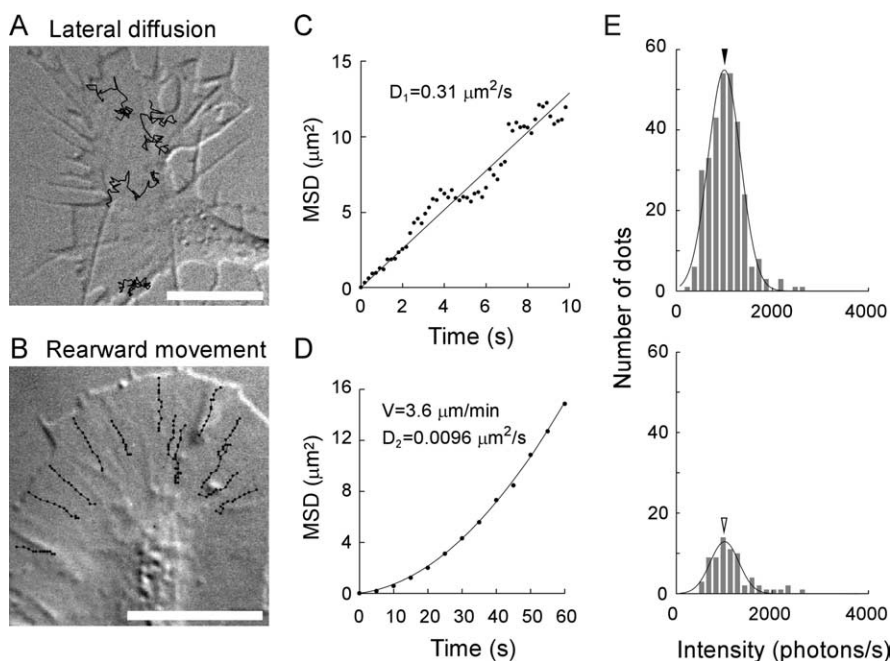 A Lateral diffusion
B Rearward movement
C
D₁=0.31 μm²/s
MSD (μm²)
15
10
5
0
0 2 4 6 8 10
Time (s)
D
V=3.6 μm/min
D₂=0.0096 μm²/s
MSD (μm²)
16
12
8
4
0
0 10 20 30 40 50 60
Time (s)
E
Number of dots
60
40
20
0
0 2000 4000
60
40
20
0
0 2000 4000
Intensity (photons/s)